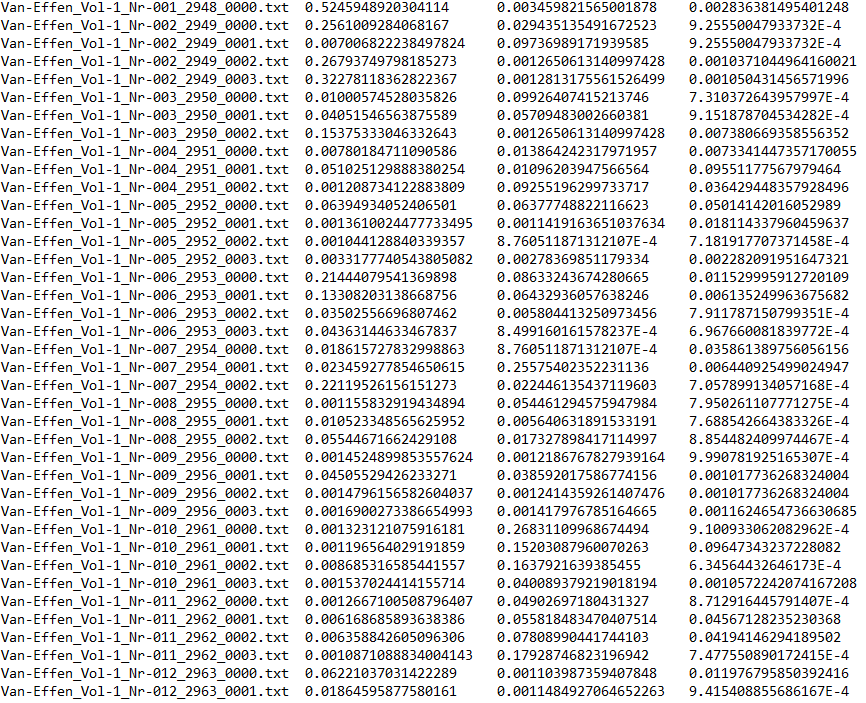 Van-Effen_Vol-1_Nr-001_2948_0000.txt 0.5245948920304114 0.003459821565001878 0.002836381495401248
Van-Effen_Vol-1_Nr-002_2949_0000.txt 0.2561009284068167 0.029435135491672523 9.25550047933732E-4
Van-Effen_Vol-1_Nr-002_2949_0001.txt 0.007006822238497824 0.09736989171939585 9.25550047933732E-4
Van-Effen_Vol-1_Nr-002_2949_0002.txt 0.26793749798185273 0.0012650613140997428 0.0010371044964160021
Van-Effen_Vol-1_Nr-002_2949_0003.txt 0.32278118362822367 0.0012813175561526499 0.001050431456571996
Van-Effen_Vol-1_Nr-003_2950_0000.txt 0.01000574528035826 0.09926407415213746 7.310372643957997E-4
Van-Effen_Vol-1_Nr-003_2950_0001.txt 0.04051546563875589 0.05709483002660381 9.151878704534282E-4
Van-Effen_Vol-1_Nr-003_2950_0002.txt 0.15375333046332643 0.0012650613140997428 0.007380669358556352
Van-Effen_Vol-1_Nr-004_2951_0000.txt 0.00780184711090586 0.013864242317971957 0.0073341447357170055
Van-Effen_Vol-1_Nr-004_2951_0001.txt 0.051025129888380254 0.01096203947566564 0.09551177567979464
Van-Effen_Vol-1_Nr-004_2951_0002.txt 0.001208734122883809 0.09255196299733717 0.036429448357928496
Van-Effen_Vol-1_Nr-005_2952_0000.txt 0.06394934052406501 0.06377748822116623 0.05014142016052989
Van-Effen_Vol-1_Nr-005_2952_0001.txt 0.0013610024477733495 0.0011419163651037634 0.018114337960459637
Van-Effen_Vol-1_Nr-005_2952_0002.txt 0.001044128840339357 8.760511871312107E-4 7.181917707371458E-4
Van-Effen_Vol-1_Nr-005_2952_0003.txt 0.0033177740543805082 0.00278369851179334 0.002282091951647321
Van-Effen_Vol-1_Nr-006_2953_0000.txt 0.21444079541369898 0.08633243674280665 0.011529995912720109
Van-Effen_Vol-1_Nr-006_2953_0001.txt 0.13308203138668756 0.06432936057638246 0.006135249963675682
Van-Effen_Vol-1_Nr-006_2953_0002.txt 0.03502556696807462 0.005804413250973456 7.911787150799351E-4
Van-Effen_Vol-1_Nr-006_2953_0003.txt 0.04363144633467837 8.499160161578237E-4 6.967660081839772E-4
Van-Effen_Vol-1_Nr-007_2954_0000.txt 0.018615727832998863 8.760511871312107E-4 0.035861389756056156
Van-Effen_Vol-1_Nr-007_2954_0001.txt 0.023459277854650615 0.25575402352231136 0.006440925499024947
Van-Effen_Vol-1_Nr-007_2954_0002.txt 0.22119526156151273 0.022446135437119603 7.057899134057168E-4
Van-Effen_Vol-1_Nr-008_2955_0000.txt 0.001155832919434894 0.054461294575947984 7.950261107771275E-4
Van-Effen_Vol-1_Nr-008_2955_0001.txt 0.010523348565625952 0.005640631891533191 7.688542664383326E-4
Van-Effen_Vol-1_Nr-008_2955_0002.txt 0.05544671662429108 0.017327898417114997 8.854482409974467E-4
Van-Effen_Vol-1_Nr-009_2956_0000.txt 0.0014524899853557624 0.0012186767827939164 9.990781925165307E-4
Van-Effen_Vol-1_Nr-009_2956_0001.txt 0.04505529426233271 0.038592017586774156 0.001017736268324004
Van-Effen_Vol-1_Nr-009_2956_0002.txt 0.0014796156582604037 0.0012414359261407476 0.001017736268324004
Van-Effen_Vol-1_Nr-009_2956_0003.txt 0.0016900273386654993 0.001417976785164665 0.0011624654736630685
Van-Effen_Vol-1_Nr-010_2961_0000.txt 0.001323121075916181 0.26831109968674494 9.100933062082962E-4
Van-Effen_Vol-1_Nr-010_2961_0001.txt 0.001196564029191859 0.15203087960070263 0.09647343237228082
Van-Effen_Vol-1_Nr-010_2961_0002.txt 0.008685316585441557 0.1637921639385455 6.34564432646173E-4
Van-Effen_Vol-1_Nr-010_2961_0003.txt 0.001537024414155714 0.040089379219018194 0.0010572242074167208
Van-Effen_Vol-1_Nr-011_2962_0000.txt 0.0012667100508796407 0.04902697180431327 8.712916445791407E-4
Van-Effen_Vol-1_Nr-011_2962_0001.txt 0.006168685893638386 0.055818483470407514 0.04567128235230368
Van-Effen_Vol-1_Nr-011_2962_0002.txt 0.006358842605096306 0.07808990441744103 0.04194146294189502
Van-Effen_Vol-1_Nr-011_2962_0003.txt 0.0010871088834004143 0.17928746823196942 7.477550890172415E-4
Van-Effen_Vol-1_Nr-012_2963_0000.txt 0.06221037031422289 0.001103987359407848 0.011976795850392416
Van-Effen_Vol-1_Nr-012_2963_0001.txt 0.01864595877580161 0.0011484927064652263 9.415408855686167E-4